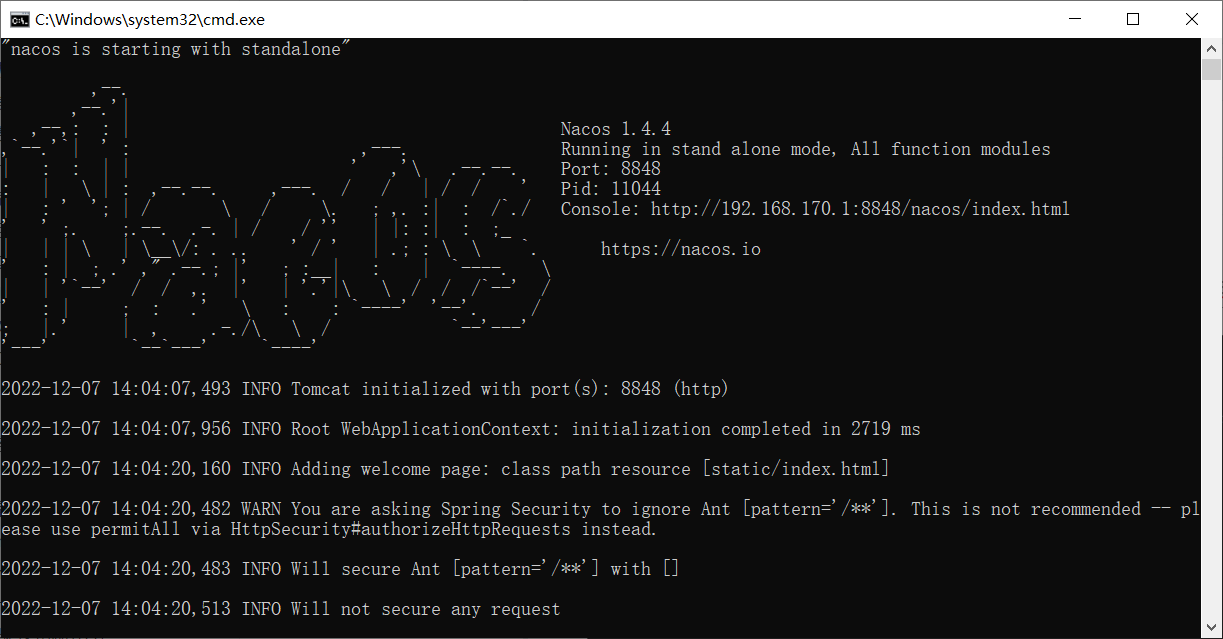 C:\Windows\system32\cmd.exe
"nacos is starting with standalone"
Nacos 1.4.4
Running in stand alone mode, All function modules
Port: 8848
Pid: 11044
Console: http://192.168.170.1:8848/nacos/index.html
https://nacos.io
2022-12-07 14:04:07,493 INFO Tomcat initialized with port(s): 8848 (http)
2022-12-07 14:04:07,956 INFO Root WebApplicationContext: initialization completed in 2719 ms
2022-12-07 14:04:20,160 INFO Adding welcome page: class path resource [static/index.html]
2022-12-07 14:04:20,482 WARN You are asking Spring Security to ignore Ant [pattern='/**']. This is not recommended -- pl
ease use permitAll via HttpSecurity#authorizeHttpRequests instead.
2022-12-07 14:04:20,483 INFO Will secure Ant [pattern='/**'] with []
2022-12-07 14:04:20,513 INFO Will not secure any request